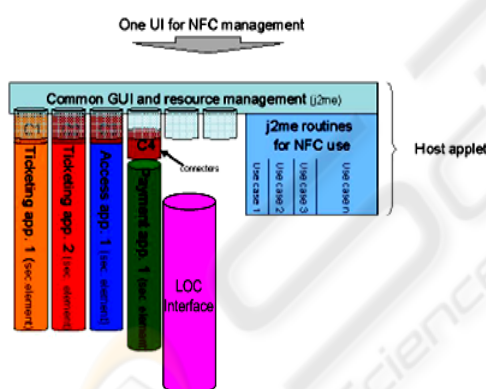 One UI for NFC management
Common GUI and resource management (j2me)
C1
C4
connectors
j2me routines
for NFC use
Host applet
Ticketing app. 1 (sec. element)
Ticketing app. 2 (sec. element)
Access app. 1 (sec. element)
Payment app. 1 (sec. element)
LCC
Interface
Use case 1
Use case 2
Use case 3
Use case n